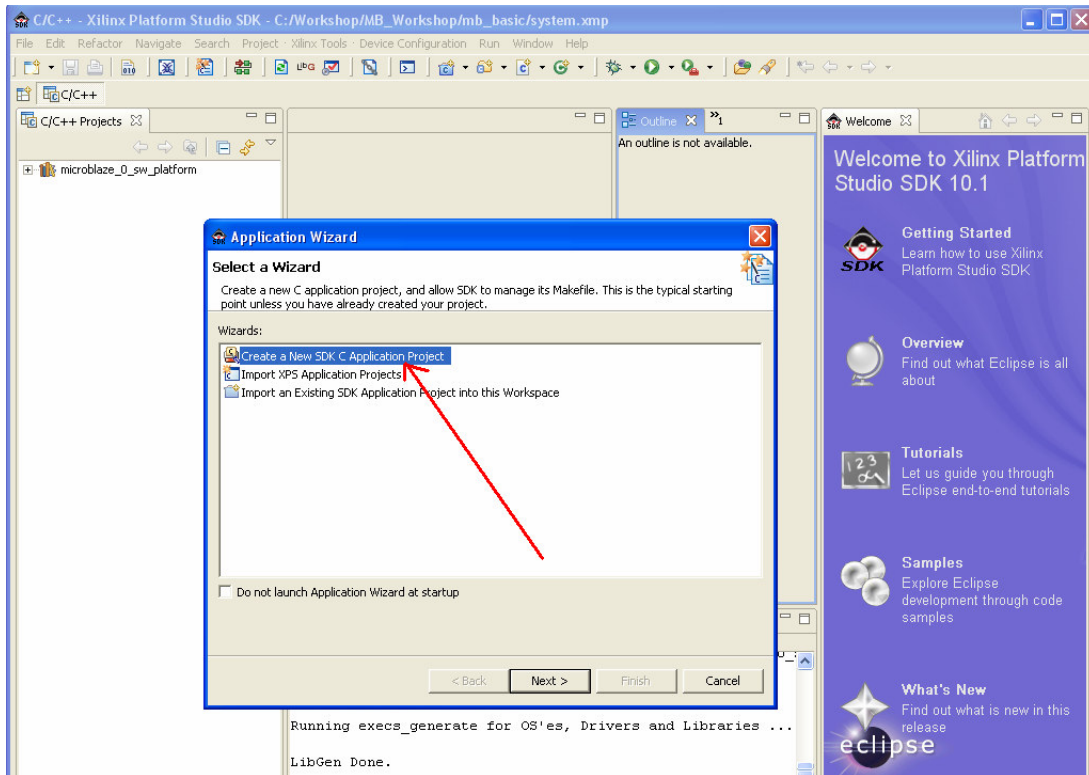 C/C++ - Xilinx Platform Studio SDK - C:/Workshop/MB_Workshop/mb_basic/system.xmp
File Edit Refactor Navigate Search Project Xilinx Tools Device Configuration Run Window Help
C/C++
C/C++ Projects
microblaze_0_sw_platform
Outline
1
An outline is not available.
Welcome
Welcome to Xilinx Platform
Studio SDK 10.1
SDK
Getting Started
Learn how to use Xilinx
Platform Studio SDK
Overview
Find out what Eclipse is all
about
Tutorials
Let us guide you through
Eclipse end-to-end tutorials
Samples
Explore Eclipse
development through code
samples
What's New
Find out what is new in this
release
eclipse
Application Wizard
Select a Wizard
Create a new C application project, and allow SDK to manage its Makefile. This is the typical starting
point unless you have already created your project.
Wizards:
Create a New SDK C Application Project
Import XPS Application Projects
Import an Existing SDK Application Project into this Workspace
Do not launch Application Wizard at startup
< Back
Next >
Finish
Cancel
Running execs_generate for OS'es, Drivers and Libraries ...
LibGen Done.